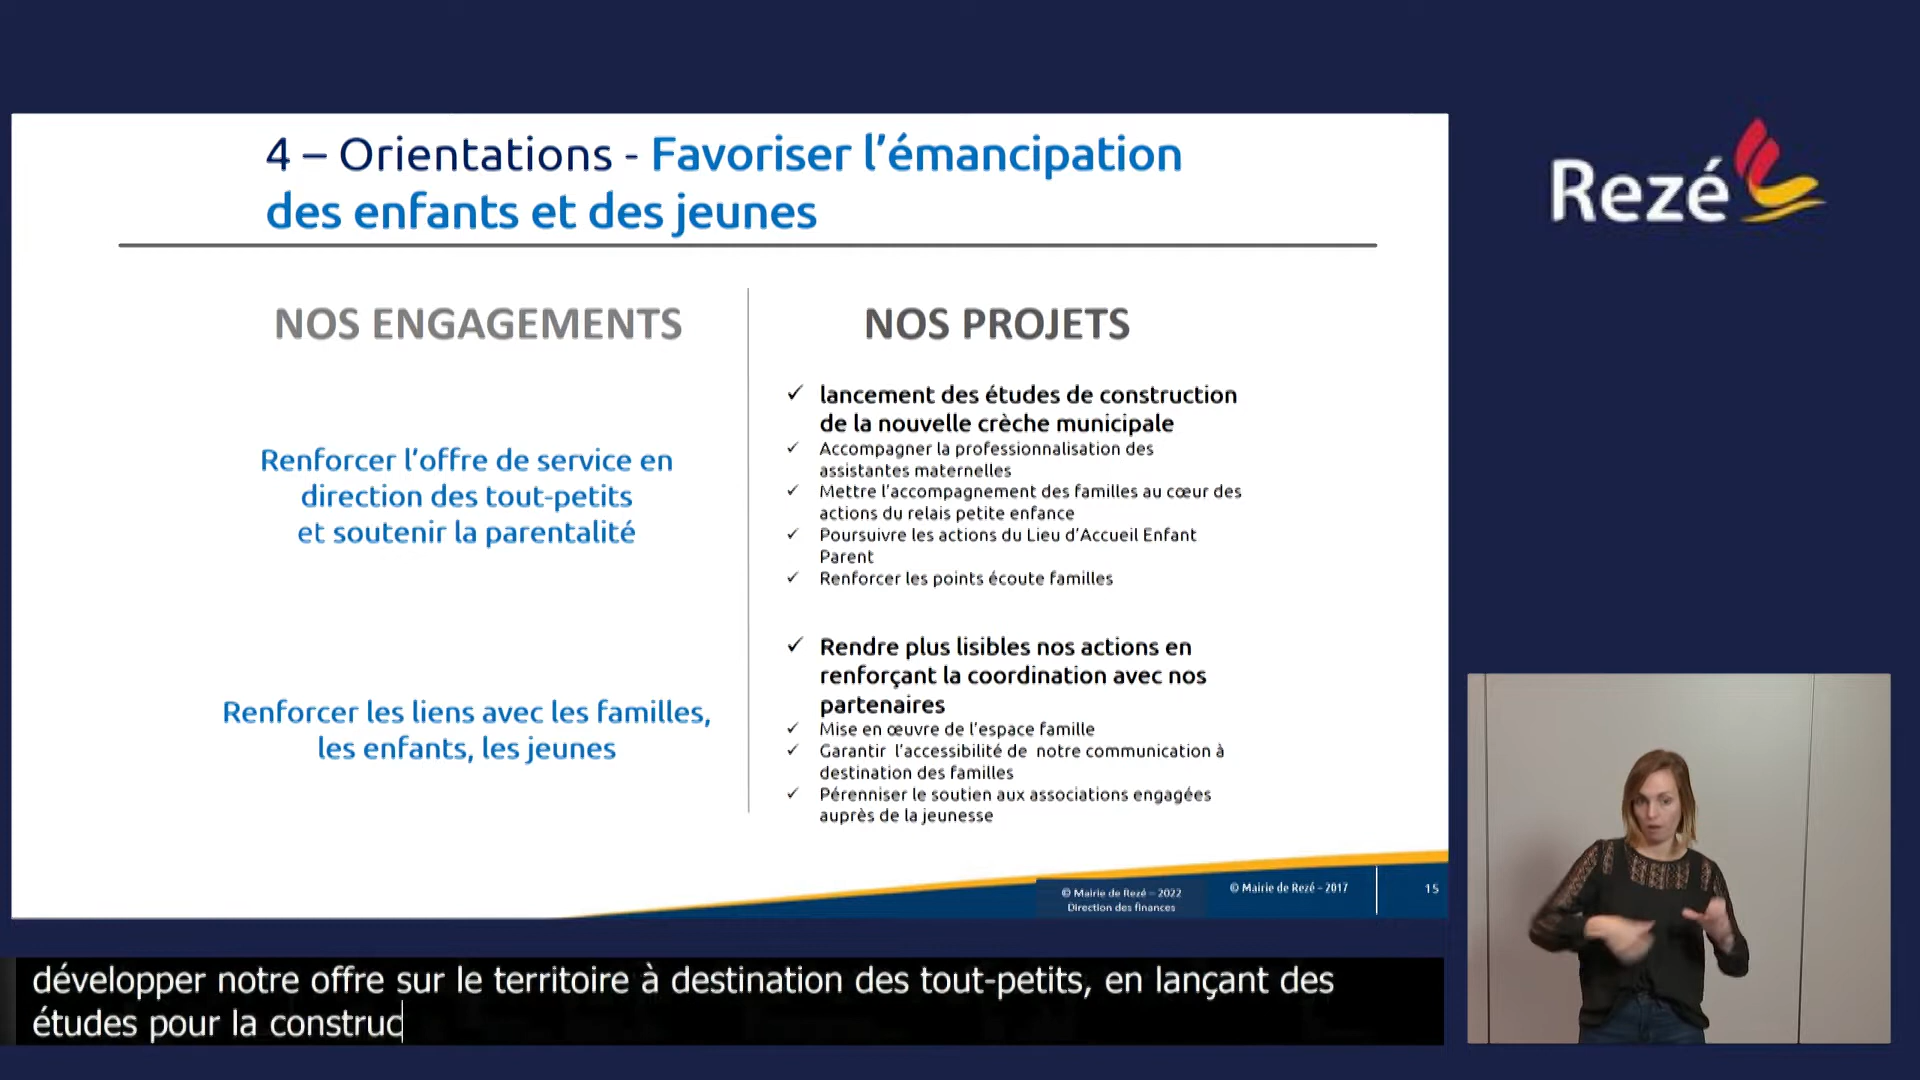 4 – Orientations - Favoriser l’émancipation
des enfants et des jeunes
Rezé
NOS ENGAGEMENTS
Renforcer l’offre de service en
direction des tout-petits
et soutenir la parentalité
Renforcer les liens avec les familles,
les enfants, les jeunes
NOS PROJETS
✓ lancement des études de construction
de la nouvelle crèche municipale
✓ Accompagner la professionnalisation des
assistantes maternelles
✓ Mettre l’accompagnement des familles au cœur des
actions du relais petite enfance
✓ Poursuivre les actions du Lieu d’Accueil Enfant
Parent
✓ Renforcer les points écoute familles
✓ Rendre plus lisibles nos actions en
renforçant la coordination avec nos
partenaires
✓ Mise en œuvre de l’espace famille
✓ Garantir l’accessibilité de notre communication à
destination des familles
✓ Pérenniser le soutien aux associations engagées
auprès de la jeunesse
© Mairie de Rezé – 2022
Direction des finances
© Mairie de Rezé - 2017
15
développer notre offre sur le territoire à destination des tout-petits, en lançant des
études pour la construc